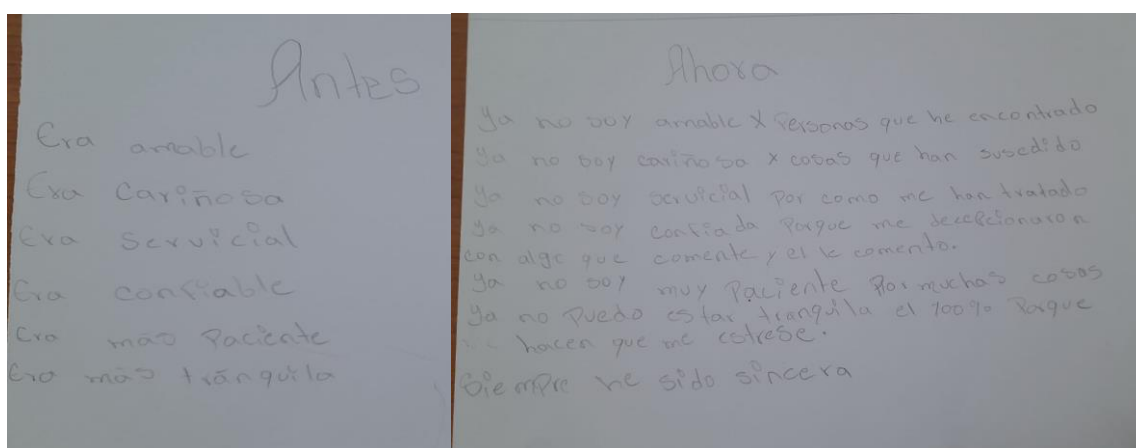 Antes
Era amable
Era Cariñosa
Era Servicial
Era confiable
Era más Paciente
Era más tránquila
Ahora
ya no soy amable x Personas que he encontrado
ya no soy cariñosa x cosas que han susedido
ya no soy servicial por como me han tratado
ya no soy confiada Porque me decepcionaron
con algo que comente y el lo comento.
ya no soy muy Paciente Por muchas cosas
ya no Puedo estar tranquila el 100% Porque
hacen que me estrese.
Siempre he sido sincera